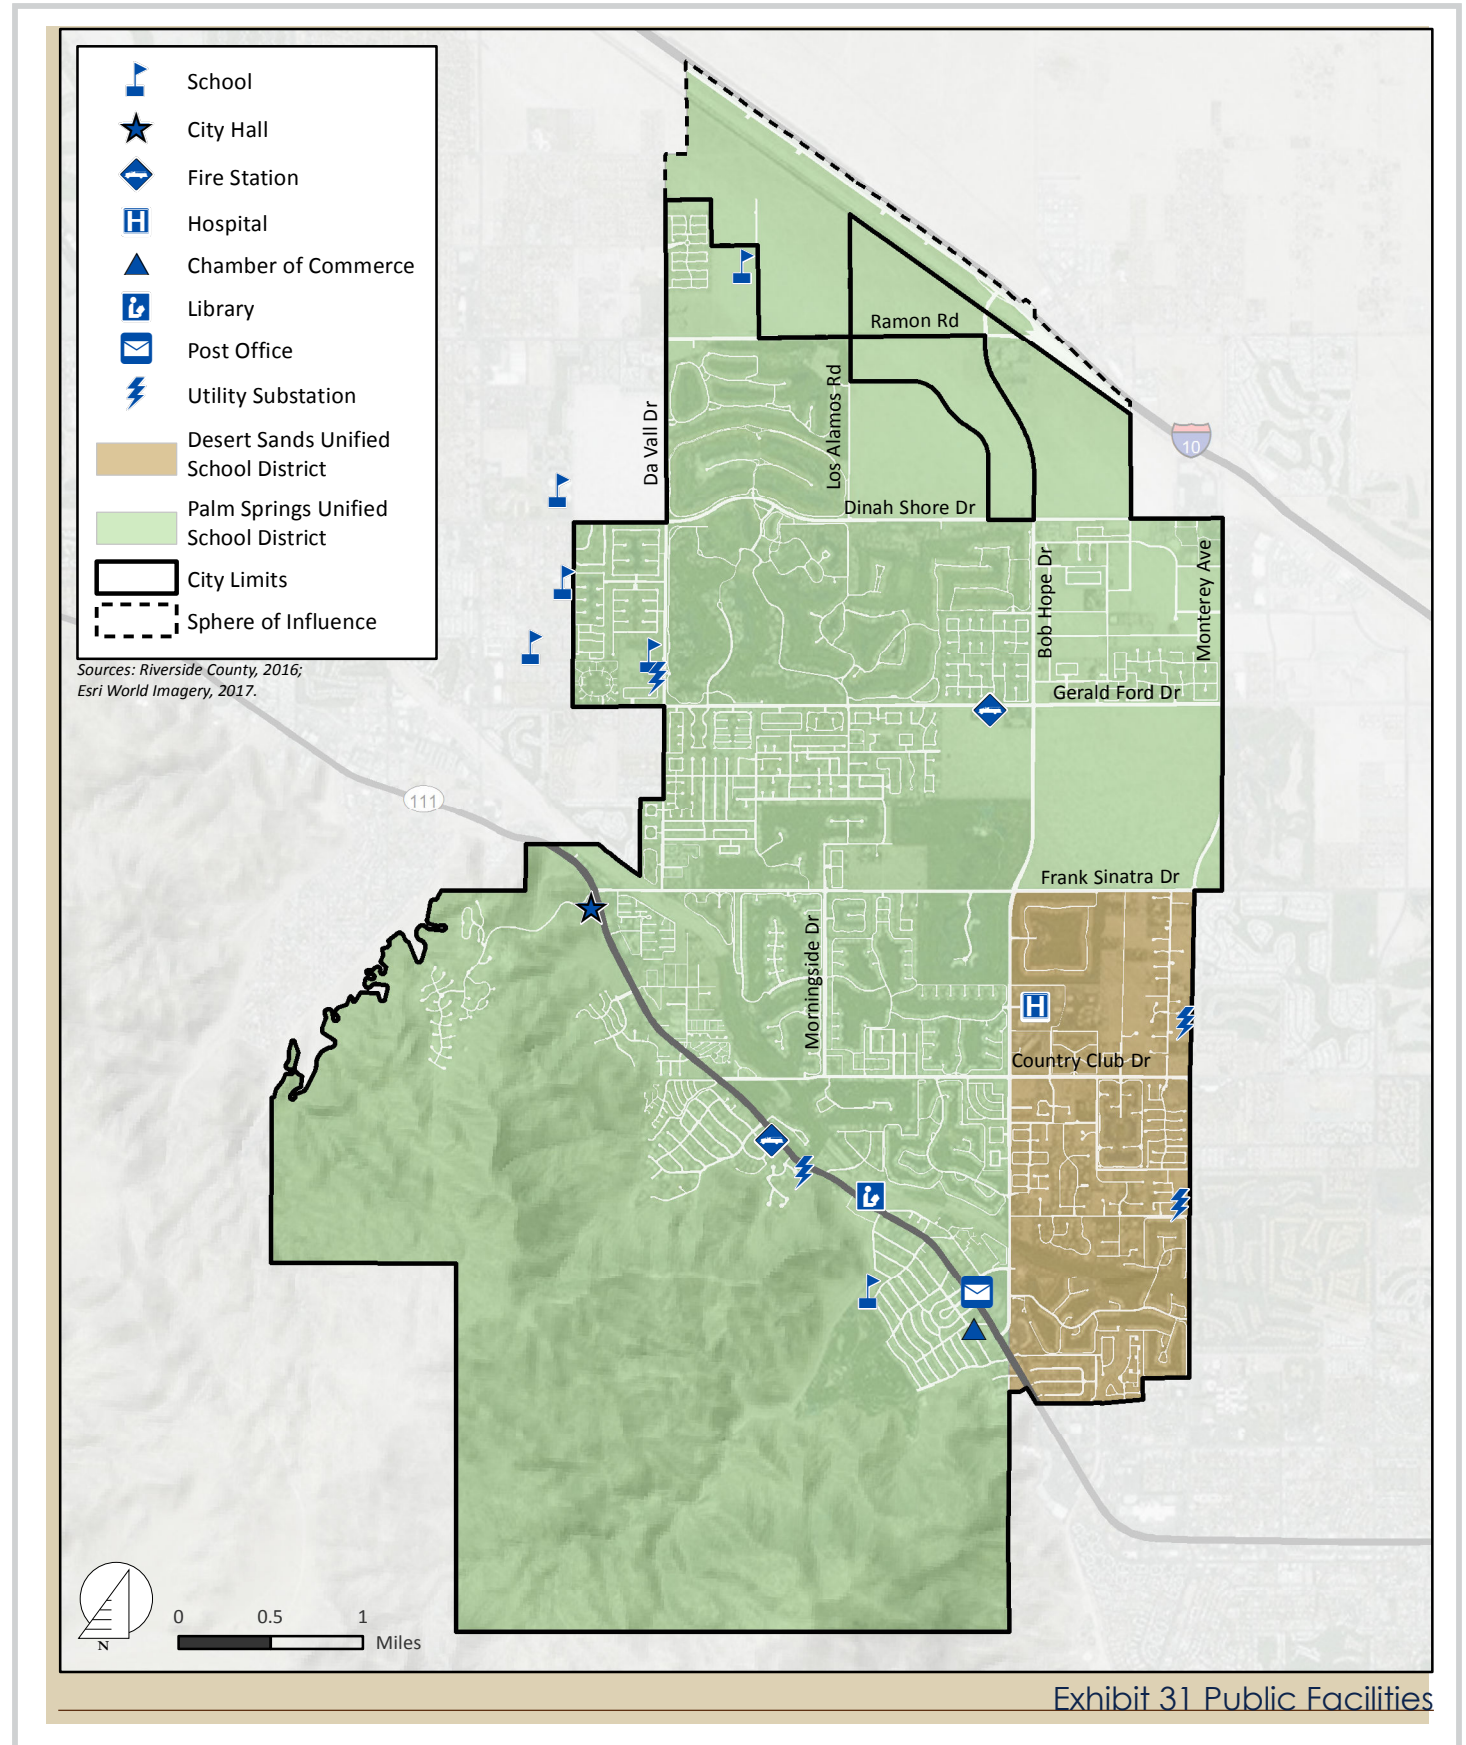 School
City Hall
Fire Station
Hospital
Chamber of Commerce
Library
Post Office
Utility Substation
Desert Sands Unified
School District
Palm Springs Unified
School District
City Limits
Sphere of Influence
Sources: Riverside County, 2016;
Esri World Imagery, 2017.
Ramon Rd
Los Alamos Rd
Da Vall Dr
10
Dinah Shore Dr
Bob Hope Dr
Monterey Ave
Gerald Ford Dr
111
Frank Sinatra Dr
Morningside Dr
H
Country Club Dr
N
0 0.5 1
Miles
Exhibit 31 Public Facilities